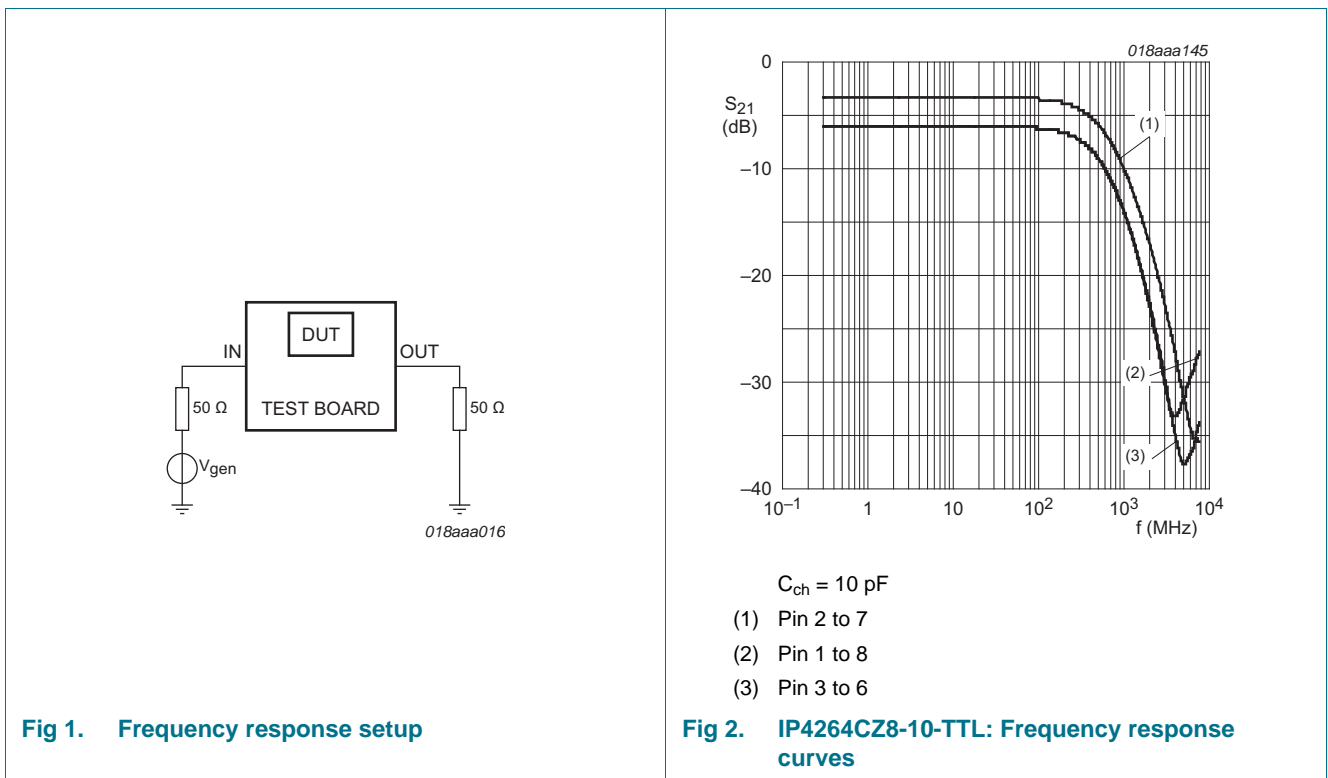 IN
DUT
OUT
50 Ω
TEST BOARD
50 Ω
Vgen
018aaa016
Fig 1. Frequency response setup
018aaa145
0
S21
(dB)
(1)
–10
–20
–30
(2)
(3)
–40
10–1
1
10
102
103
104
f (MHz)
Cch = 10 pF
(1) Pin 2 to 7
(2) Pin 1 to 8
(3) Pin 3 to 6
Fig 2. IP4264CZ8-10-TTL: Frequency response
curves